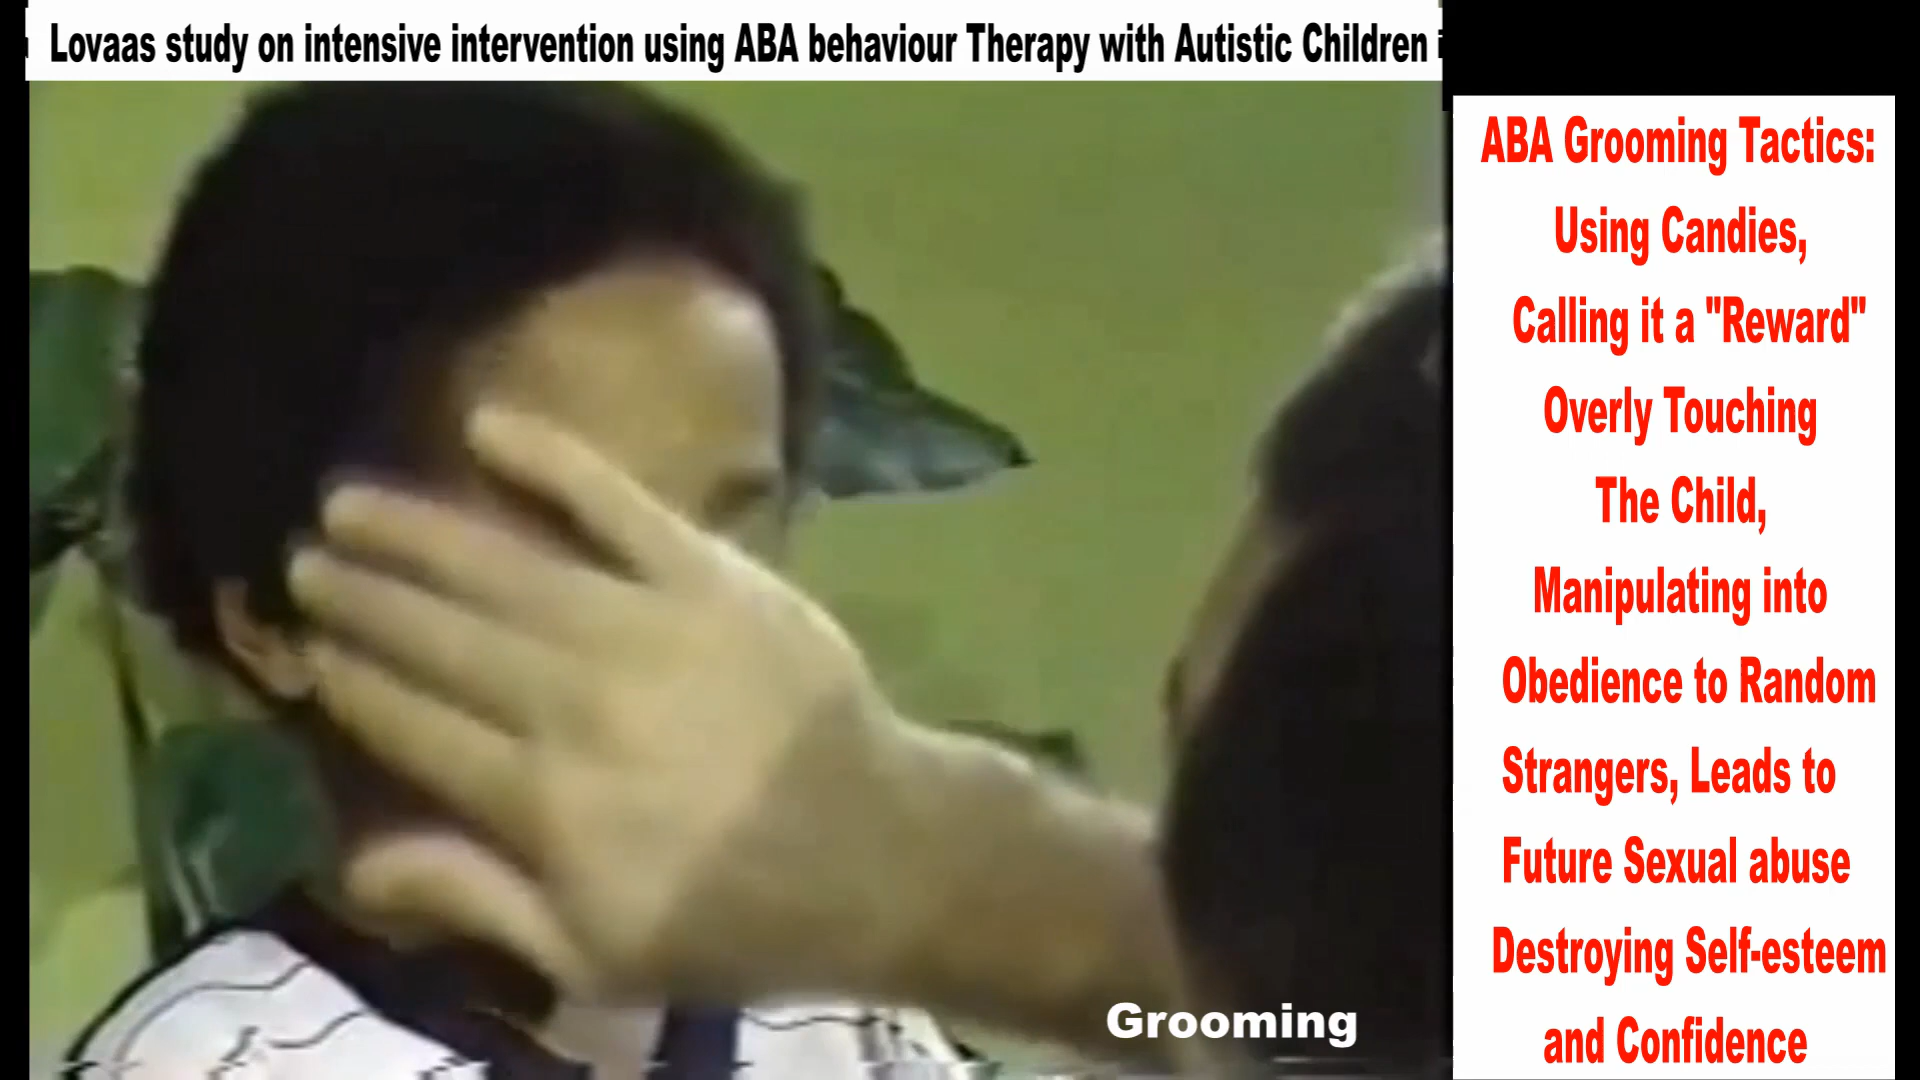 Lovaas study on intensive intervention using ABA behaviour Therapy with Autistic Children
ABA Grooming Tactics:
Using Candies,
Calling it a "Reward"
Overly Touching
The Child,
Manipulating into
Obedience to Random
Strangers, Leads to
Future Sexual abuse
Destroying Self-esteem
and Confidence
Grooming